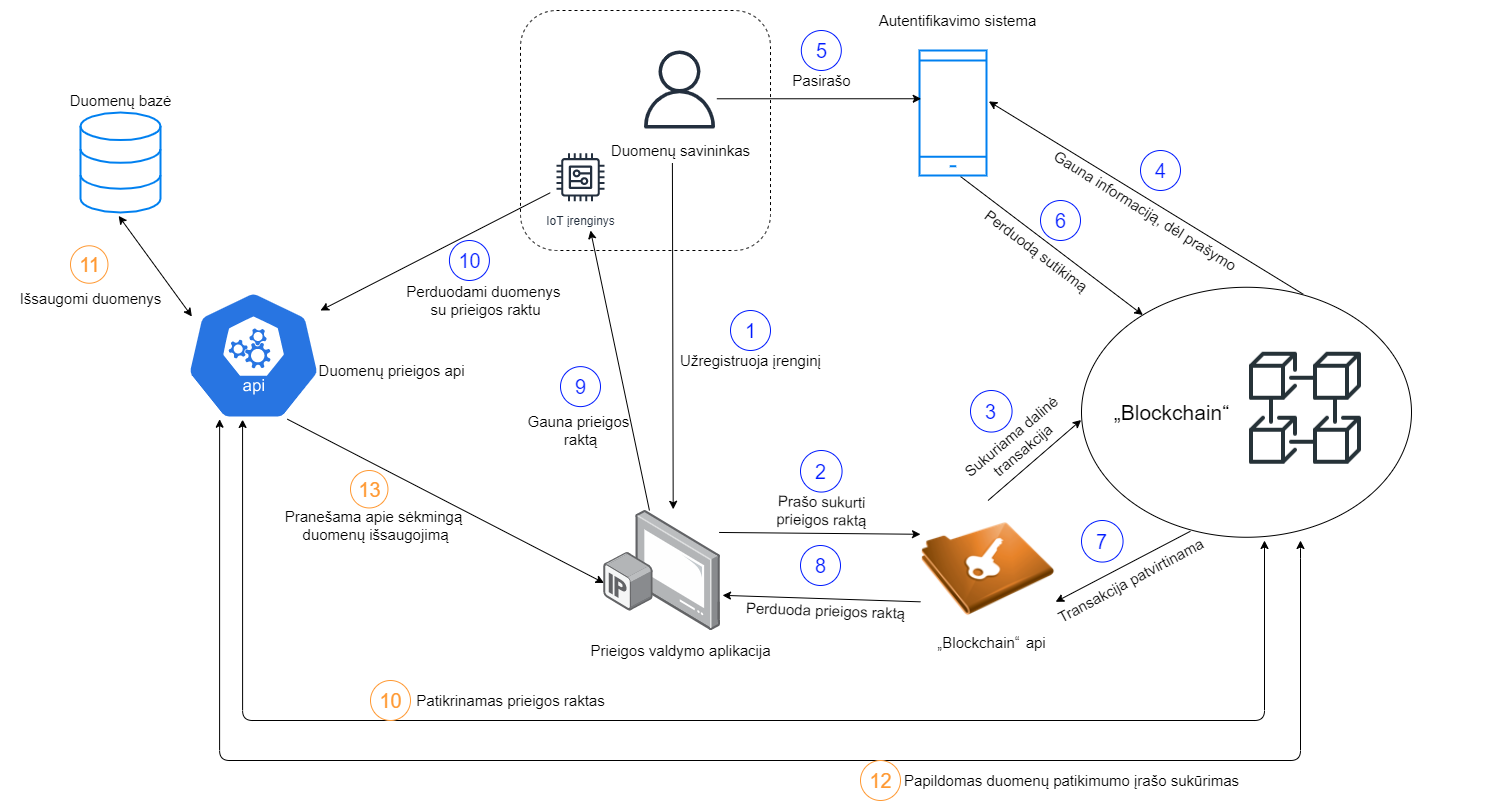 Autentifikavimo sistema
5
Pasirašo
Duomenų bazė
Duomenų savininkas
IoT įrenginys
4
Gauna informaciją, dėl prašymo
6
Perduodą sutikimą
11
Išsaugomi duomenys
10
Perduodami duomenys
su prieigos raktu
1
Užregistruoja įrenginį
api
Duomenų prieigos api
9
Gauna prieigos
raktą
3
Sukuriama dalinė
transakcija
„Blockchain“
13
Pranešama apie sėkmingą
duomenų išsaugojimą
2
Prašo sukurti
prieigos raktą
7
Transakcija patvirtinama
8
Perduoda prieigos raktą
IP
Prieigos valdymo aplikacija
„Blockchain“ api
10
Patikrinamas prieigos raktas
12
Papildomas duomenų patikimumo įrašo sukūrimas